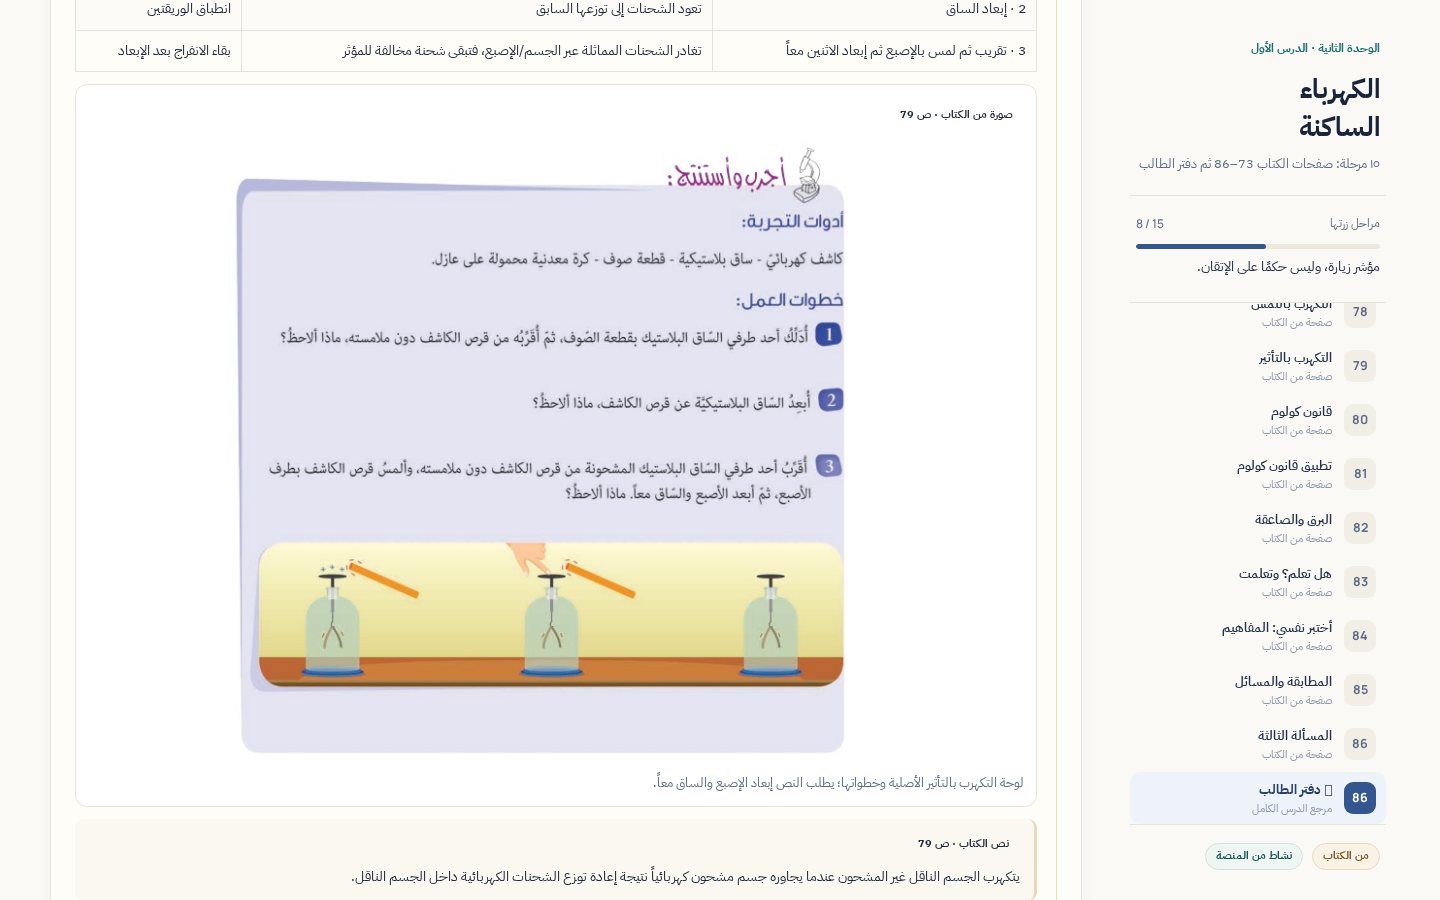 الوحدة الثانية · الدرس الأول
الكهرباء
الساكنة
١٥ مرحلة: صفحات الكتاب 73–86 ثم دفتر الطالب
مراحل زرتها
8 / 15
مؤشر زيارة، وليس حكمًا على الإتقان.
78
التكهرب باللمس
صفحة من الكتاب
79
التكهرب بالتأثير
صفحة من الكتاب
80
قانون كولوم
صفحة من الكتاب
81
تطبيق قانون كولوم
صفحة من الكتاب
82
البرق والصاعقة
صفحة من الكتاب
83
هل تعلم؟ وتعلمت
صفحة من الكتاب
84
أختبر نفسي: المفاهيم
صفحة من الكتاب
85
المطابقة والمسائل
صفحة من الكتاب
86
المسألة الثالثة
صفحة من الكتاب
86
دفتر الطالب
مرجع الدرس الكامل
من الكتاب
نشاط من المنصة
2 · إبعاد الساق
تعود الشحنات إلى توزعها السابق
انطباق الوريقتين
3 · تقريب ثم لمس بالإصبع ثم إبعاد الاثنين معاً
تغادر الشحنات المماثلة عبر الجسم/الإصبع، فتبقى شحنة مخالفة للمؤثر
بقاء الانفراج بعد الإبعاد
صورة من الكتاب · ص 79
أجرب وأستنتج:
أدوات التجربة:
كاشف كهربائيّ - ساق بلاستيكية - قطعة صوف - كرة معدنية محمولة على عازل.
خطوات العمل:
1 أُدَلِّكُ أحد طرفي السّاق البلاستيك بقطعة الصّوف، ثمّ أُقَرِّبُه من قرص الكاشف دون ملامسته، ماذا ألاحظُ؟
2 أُبعِدُ السّاق البلاستيكيَّة عن قرص الكاشف، ماذا ألاحظُ؟
3 أُقَرِّبُ أحد طرفي السّاق البلاستيك المشحونة من قرص الكاشف دون ملامسته، وألمسُ قرص الكاشف بطرف
الأصبع، ثمّ أبعد الأصبع والسّاق معاً. ماذا ألاحظُ؟
لوحة التكهرب بالتأثير الأصلية وخطواتها؛ يطلب النص إبعاد الإصبع والساق معاً.
نص الكتاب · ص 79
يتكهرب الجسم الناقل غير المشحون عندما يجاوره جسم مشحون كهربائياً نتيجة إعادة توزع الشحنات الكهربائية داخل الجسم الناقل.